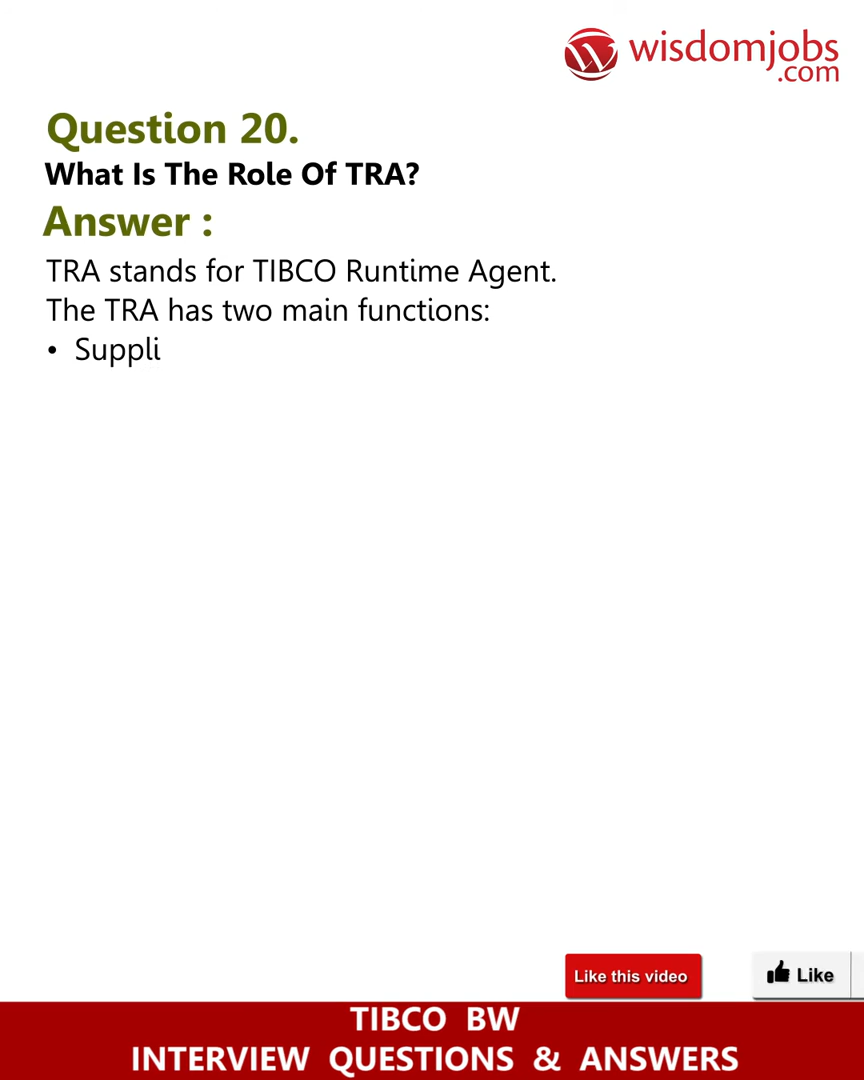 wisdomjobs
.com
Question 20.
What Is The Role Of TRA?
Answer :
TRA stands for TIBCO Runtime Agent.
The TRA has two main functions:
• Suppli
Like this video
Like
TIBCO BW
INTERVIEW QUESTIONS & ANSWERS